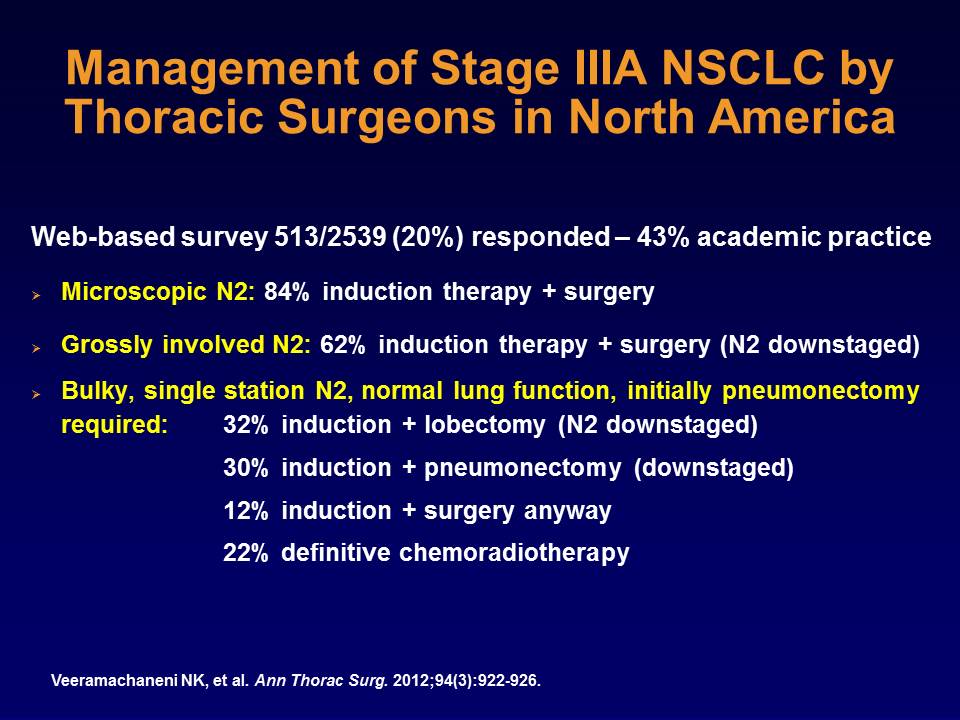 Management of Stage IIIA NSCLC by
Thoracic Surgeons in North America
Web-based survey 513/2539 (20%) responded – 43% academic practice
➢ Microscopic N2: 84% induction therapy + surgery
➢ Grossly involved N2: 62% induction therapy + surgery (N2 downstaged)
➢ Bulky, single station N2, normal lung function, initially pneumonectomy
required: 32% induction + lobectomy (N2 downstaged)
30% induction + pneumonectomy (downstaged)
12% induction + surgery anyway
22% definitive chemoradiotherapy
Veeramachaneni NK, et al. Ann Thorac Surg. 2012;94(3):922-926.